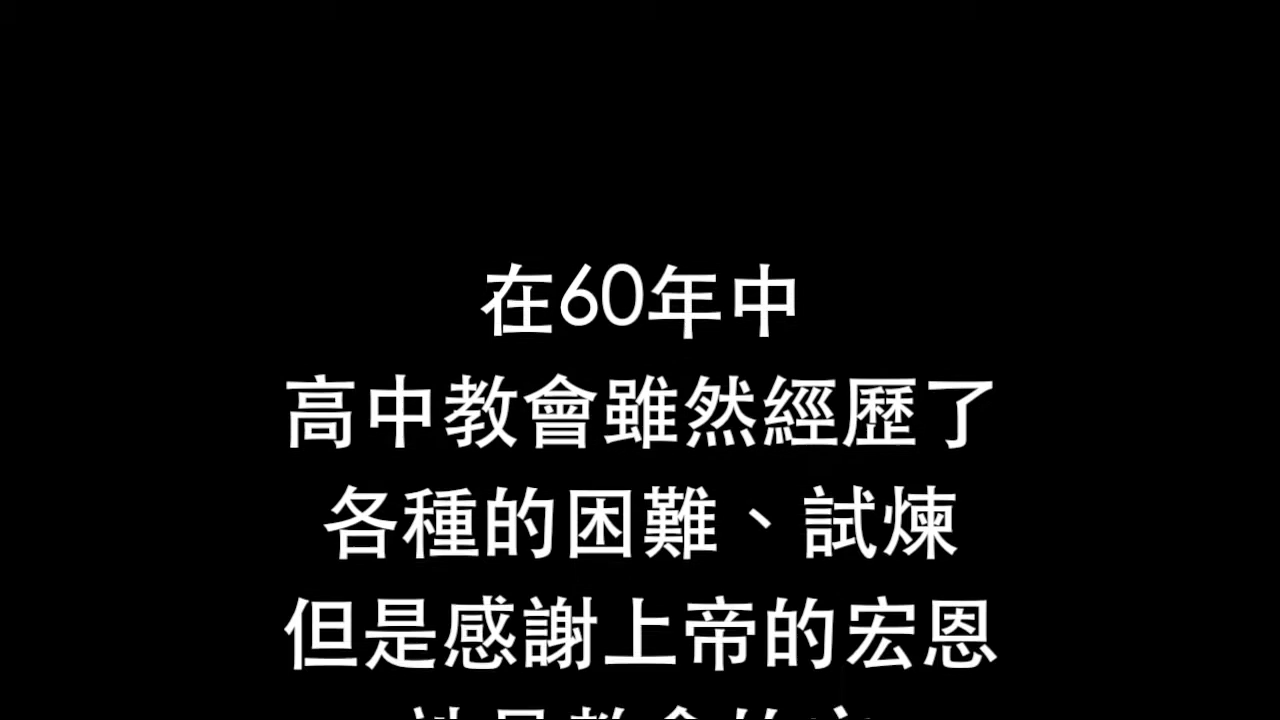 在60年中
高中教會雖然經歷了
各種的困難、試煉
但是感謝上帝的宏恩